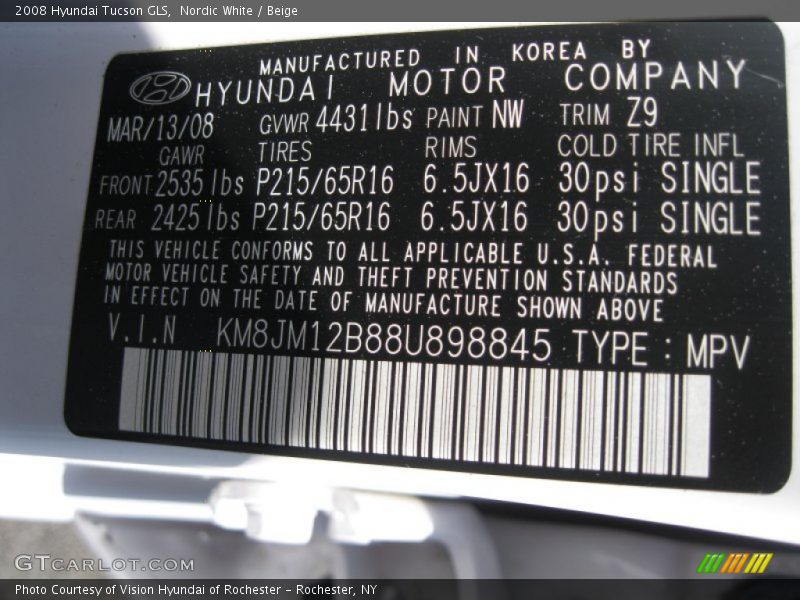 2008 Hyundai Tucson GLS,  Nordic White / Beige
MANUFACTURED IN KOREA BY
HYUNDAI MOTOR COMPANY
MAR/13/08 GVWR 4431lbs PAINT NW TRIM Z9
GAWR TIRES RIMS COLD TIRE INFL
FRONT 2535 lbs P215/65R16 6.5JX16 30psi SINGLE
REAR 2425 lbs P215/65R16 6.5JX16 30psi SINGLE
THIS VEHICLE CONFORMS TO ALL APPLICABLE U.S.A. FEDERAL
MOTOR VEHICLE SAFETY AND THEFT PREVENTION STANDARDS
IN EFFECT ON THE DATE OF MANUFACTURE SHOWN ABOVE
V.I.N KM8JM12B88U898845 TYPE : MPV
GTCARLOT.COM
Photo Courtesy of Vision Hyundai of Rochester – Rochester, NY